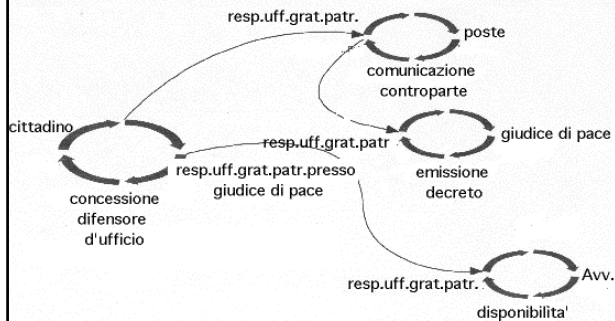 resp.uff.grat.patr.
poste
comunicazione
controparte
cittadino
resp.uff.grat.patr
giudice di pace
resp.uff.grat.patr.presso
giudice di pace
emissione
decreto
concessione
difensore
d'ufficio
resp.uff.grat.patr.
Avv.
disponibilita'